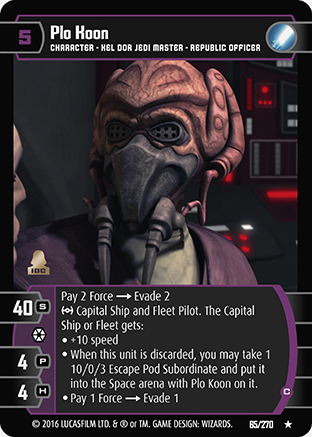 5
Plo Koon
CHARACTER - KEL DOR JEDI MASTER - REPUBLIC OFFICER
IDC
40 S
4 P
4 H
Pay 2 Force → Evade 2
Capital Ship and Fleet Pilot. The Capital
Ship or Fleet gets:
• +10 speed
• When this unit is discarded, you may take 1
10/0/3 Escape Pod Subordinate and put it
into the Space arena with Plo Koon on it.
• Pay 1 Force → Evade 1
C
© 2016 LUCASFILM LTD. & ® or TM. GAME DESIGN: WIZARDS.
65/270 ★